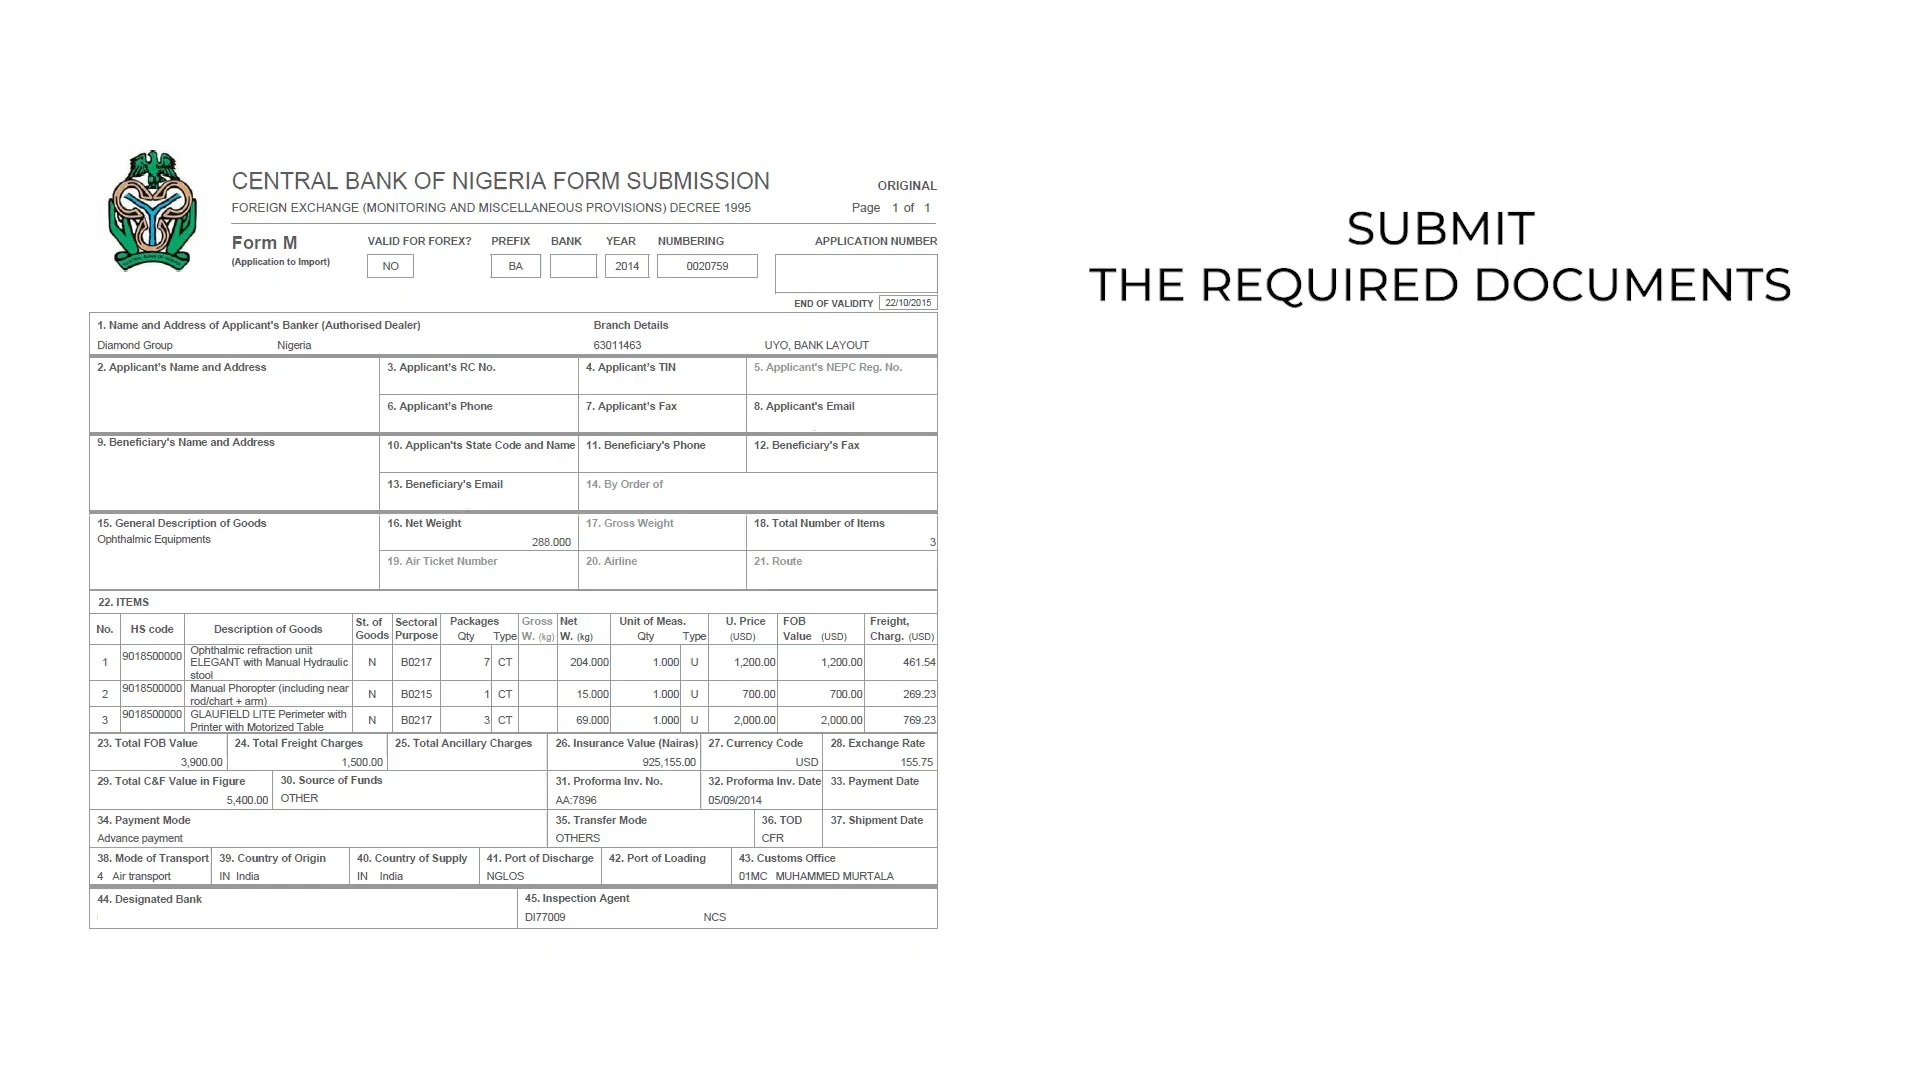 CENTRAL BANK OF NIGERIA FORM SUBMISSION
ORIGINAL
FOREIGN EXCHANGE (MONITORING AND MISCELLANEOUS PROVISIONS) DECREE 1995
Page 1 of 1
Form M
(Application to Import)
VALID FOR FOREX? PREFIX BANK YEAR NUMBERING APPLICATION NUMBER
NO BA 2014 0020759
END OF VALIDITY 22/10/2015
1. Name and Address of Applicant's Banker (Authorised Dealer) Branch Details
Diamond Group Nigeria 63011463 UYO, BANK LAYOUT
2. Applicant's Name and Address 3. Applicant's RC No. 4. Applicant's TIN 5. Applicant's NEPC Reg. No.
6. Applicant's Phone 7. Applicant's Fax 8. Applicant's Email
9. Beneficiary's Name and Address 10. Applican'ts State Code and Name 11. Beneficiary's Phone 12. Beneficiary's Fax
13. Beneficiary's Email 14. By Order of
15. General Description of Goods 16. Net Weight 17. Gross Weight 18. Total Number of Items
Ophthalmic Equipments 288.000 3
19. Air Ticket Number 20. Airline 21. Route
22. ITEMS
No. HS code Description of Goods St. of Goods Sectoral Purpose Packages Qty Type Gross W. (kg) Net W. (kg) Unit of Meas. Qty Type U. Price (USD) FOB Value (USD) Freight, Charg. (USD)
1 9018500000 Ophthalmic refraction unit ELEGANT with Manual Hydraulic stool N B0217 7 CT 204.000 1.000 U 1,200.00 1,200.00 461.54
2 9018500000 Manual Phoropter (including near rod/chart + arm) N B0215 1 CT 15.000 1.000 U 700.00 700.00 269.23
3 9018500000 GLAUFIELD LITE Perimeter with Printer with Motorized Table N B0217 3 CT 69.000 1.000 U 2,000.00 2,000.00 769.23
23. Total FOB Value 24. Total Freight Charges 25. Total Ancillary Charges 26. Insurance Value (Nairas) 27. Currency Code 28. Exchange Rate
3,900.00 1,500.00 925,155.00 USD 155.75
29. Total C&F Value in Figure 30. Source of Funds 31. Proforma Inv. No. 32. Proforma Inv. Date 33. Payment Date
5,400.00 OTHER AA:7896 05/09/2014
34. Payment Mode 35. Transfer Mode 36. TOD 37. Shipment Date
Advance payment OTHERS CFR
38. Mode of Transport 39. Country of Origin 40. Country of Supply 41. Port of Discharge 42. Port of Loading 43. Customs Office
4 Air transport IN India IN India NGLOS 01MC MUHAMMED MURTALA
44. Designated Bank 45. Inspection Agent
DI77009 NCS
SUBMIT
THE REQUIRED DOCUMENTS